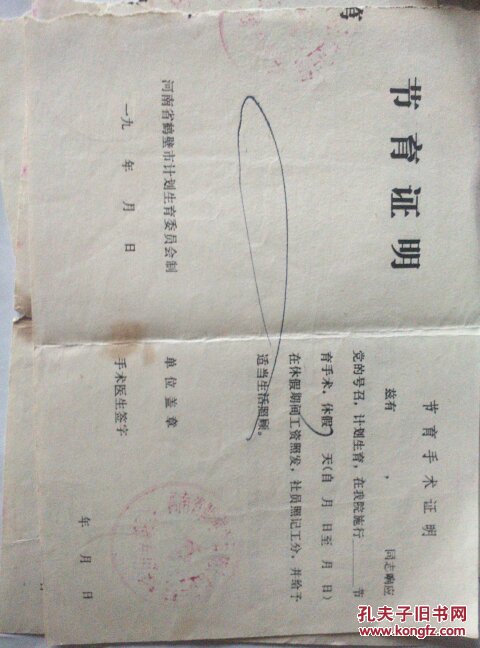 节育证明
河南省鹤壁市计划生育委员会制
一九 年 月 日
节育手术证明
兹有 ， 同志响应
党的号召，计划生育，在我院施行 节
育手术，休假 天（自 月 日至 月 日）
在休假期间工资照发，社员照记工分，并给予
适当生活照顾。
单位盖章
手术医生签字
年 月 日
孔夫子旧书网
www.kongfz.com